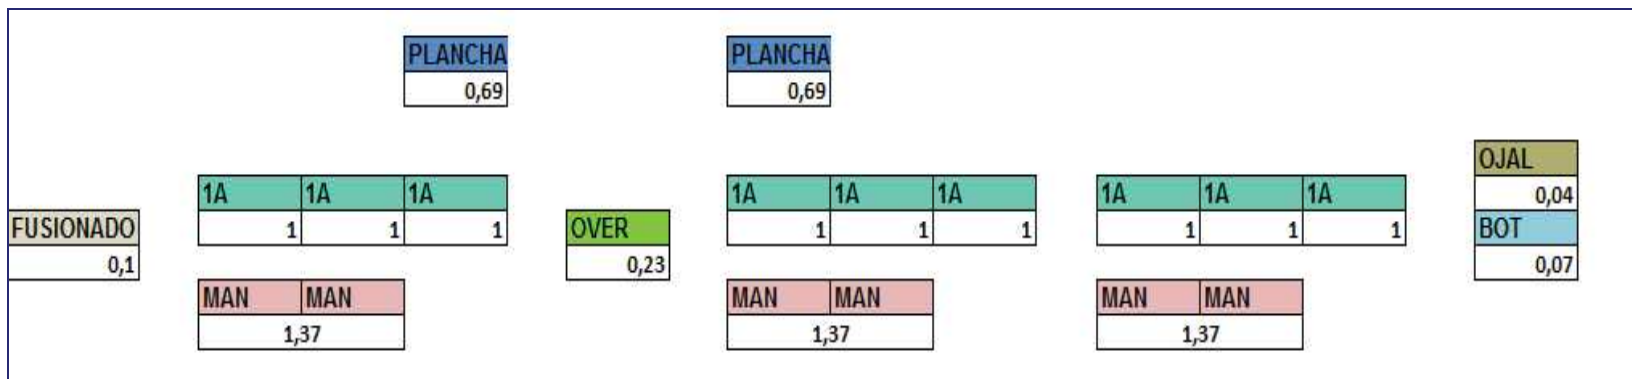 PLANCHA PLANCHA
0,69 0,69
OJAL
1A 1A 1A 1A 1A 1A 1A 1A 1A
0,04
FUSIONADO 1 1 1 OVER 1 1 1 1 1 1 BOT
0,1 0,23 0,07
MAN MAN MAN MAN MAN MAN
1,37 1,37 1,37